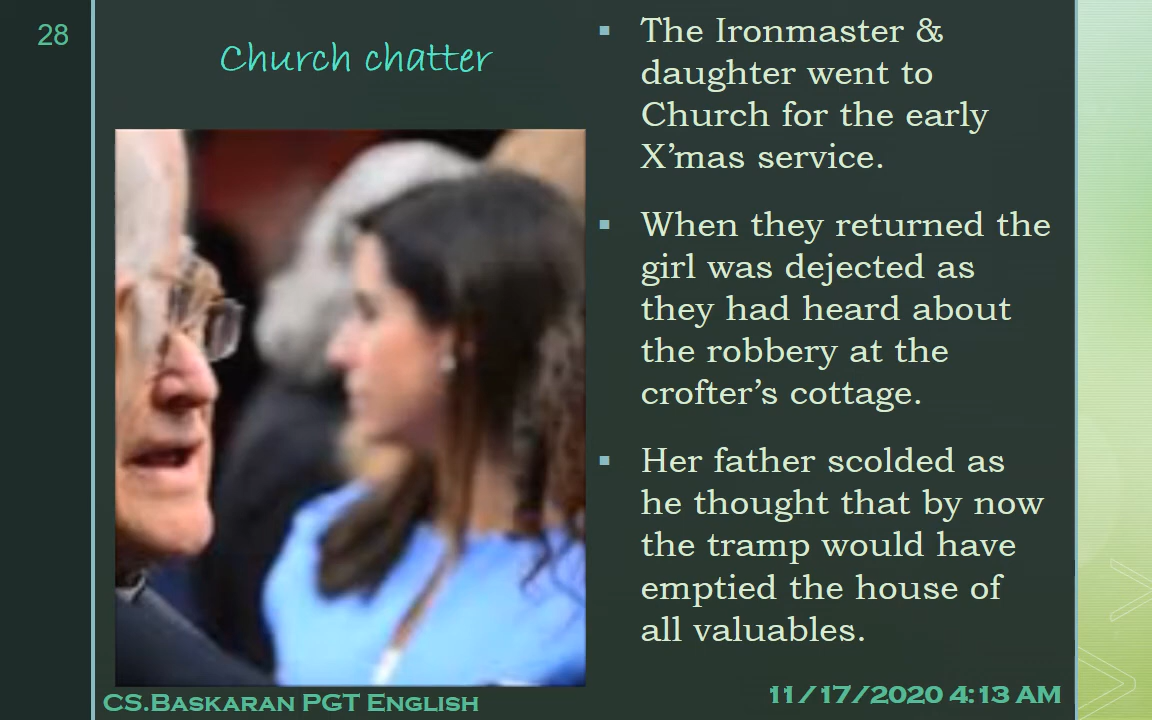 28
Church chatter
▪ The Ironmaster &
daughter went to
Church for the early
X’mas service.
▪ When they returned the
girl was dejected as
they had heard about
the robbery at the
crofter’s cottage.
▪ Her father scolded as
he thought that by now
the tramp would have
emptied the house of
all valuables.
CS.Baskaran PGT English
11/17/2020 4:13 AM